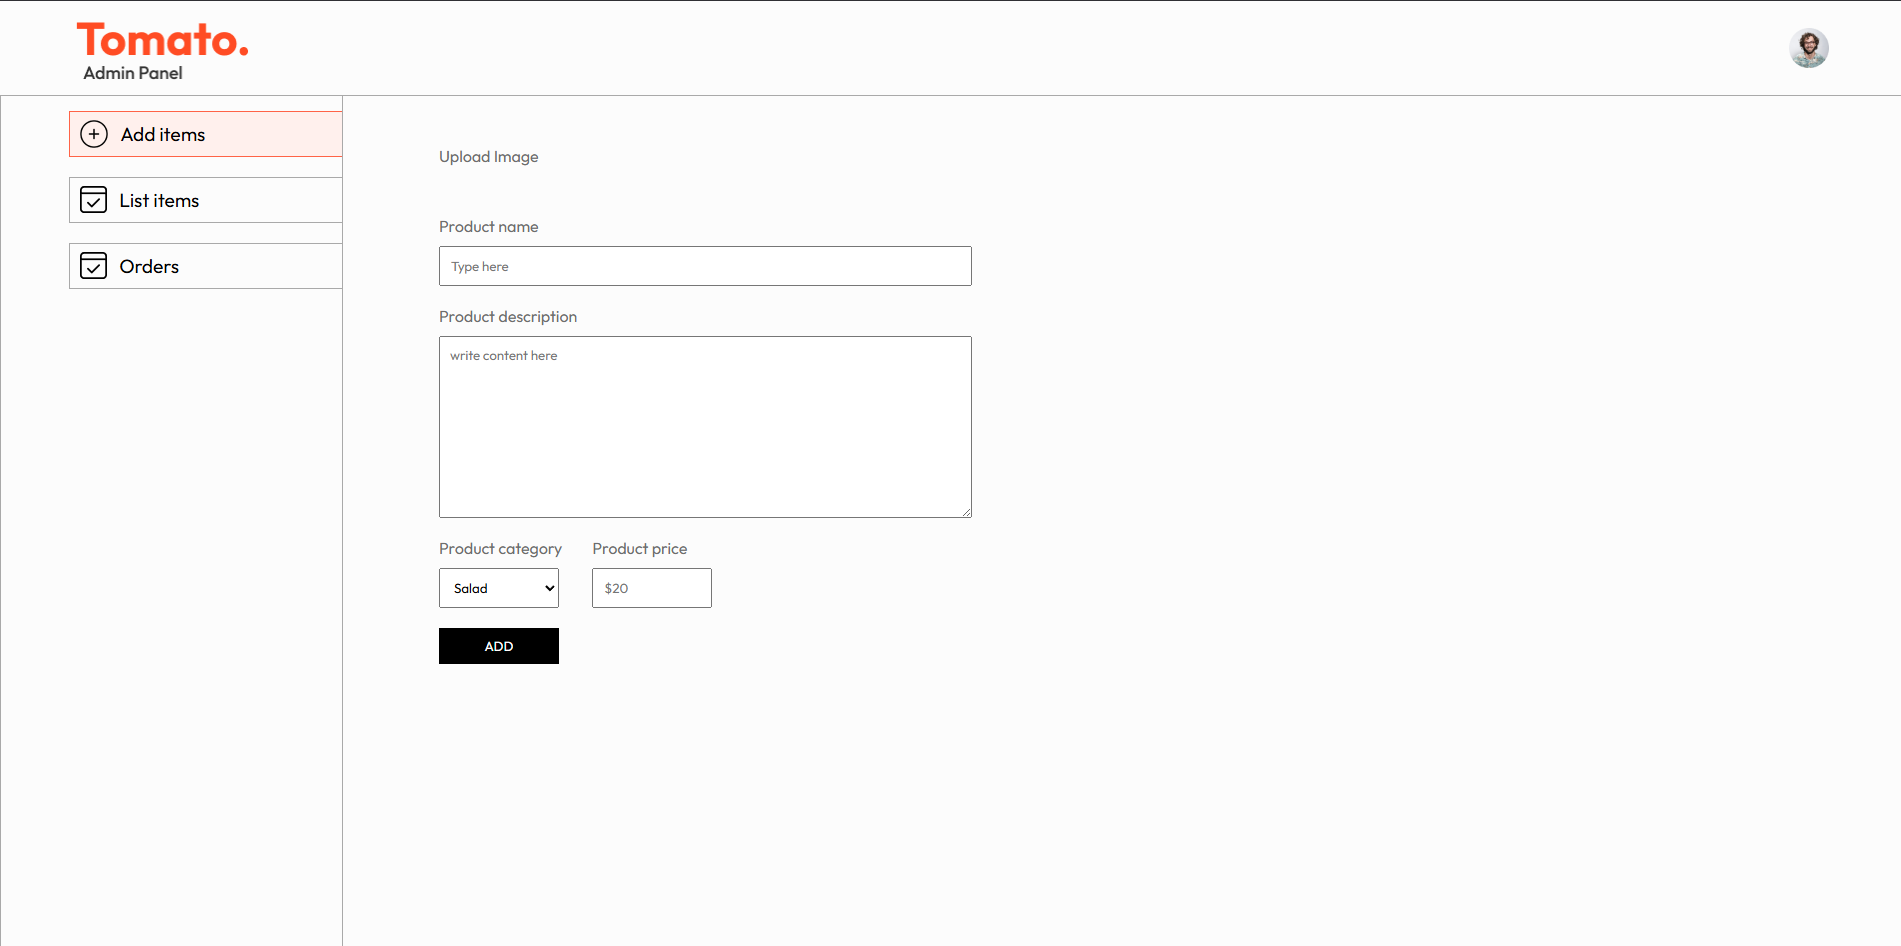 Tomato.
Admin Panel
Add items
List items
Orders
Upload Image
Product name
Type here
Product description
write content here
Product category
Product price
Salad
$20
ADD